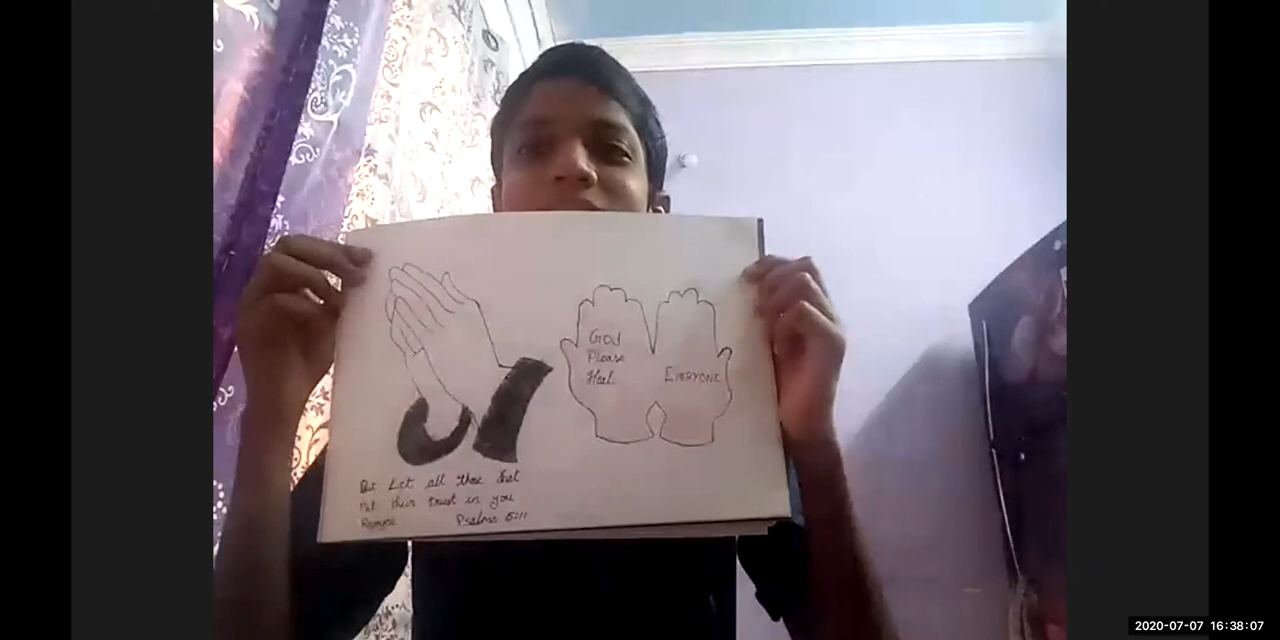 God
Please
Heal
EVERYONE
But Let all those that
Put their trust in you
Rejoice Psalms 5:11
2020-07-07 16:38:07